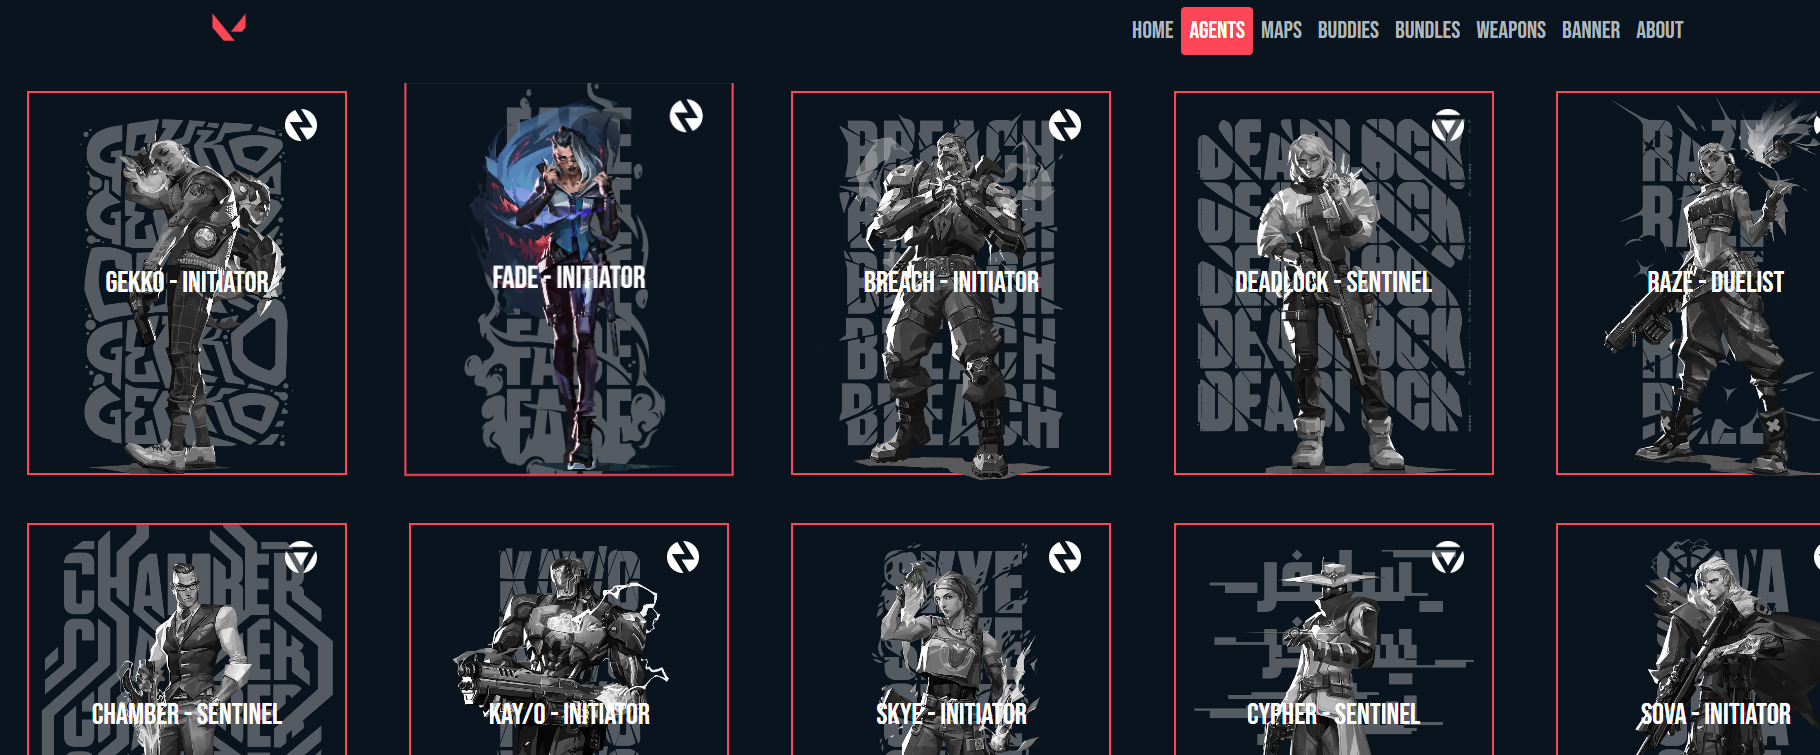 HOME AGENTS MAPS BUDDIES BUNDLES WEAPONS BANNER ABOUT
GEKKO - INITIATOR
FADE - INITIATOR
BREACH - INITIATOR
DEADLOCK - SENTINEL
RAZE - DUELIST
CHAMBER - SENTINEL
KAY/O - INITIATOR
SKYE - INITIATOR
CYPHER - SENTINEL
SOVA - INITIATOR